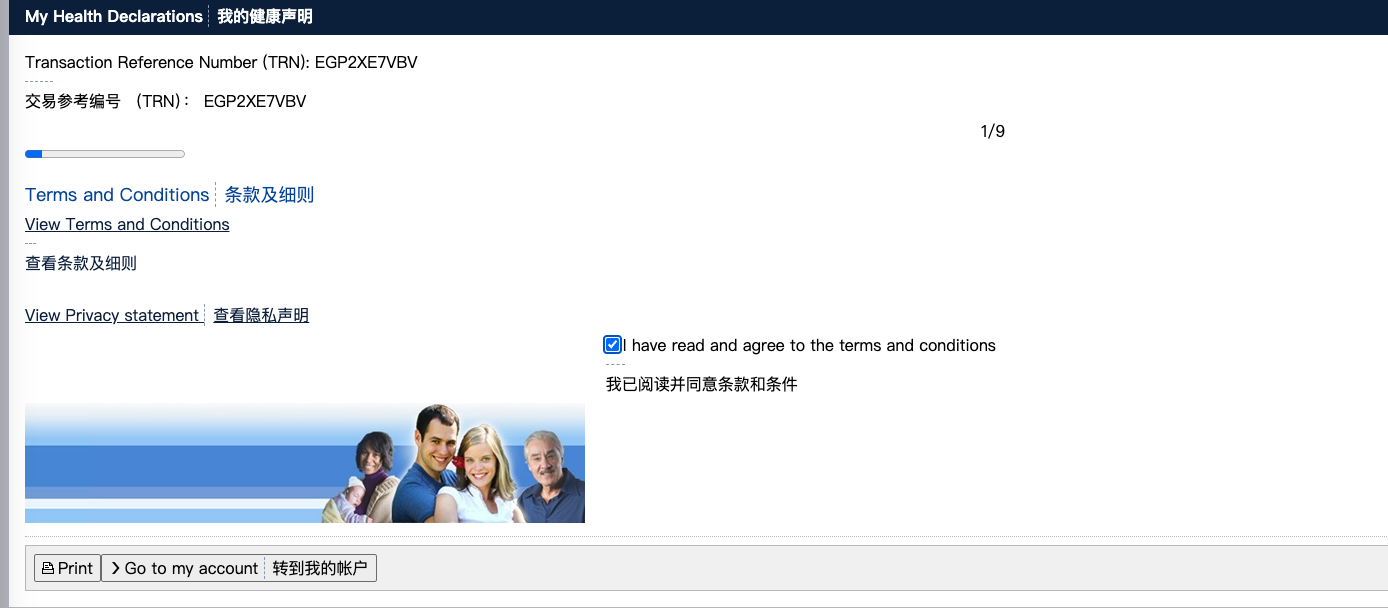 My Health Declarations 我的健康声明
Transaction Reference Number (TRN): EGP2XE7VBV
交易参考编号 （TRN）： EGP2XE7VBV
1/9
Terms and Conditions 条款及细则
View Terms and Conditions
查看条款及细则
View Privacy statement 查看隐私声明
I have read and agree to the terms and conditions
我已阅读并同意条款和条件
Print Go to my account 转到我的帐户